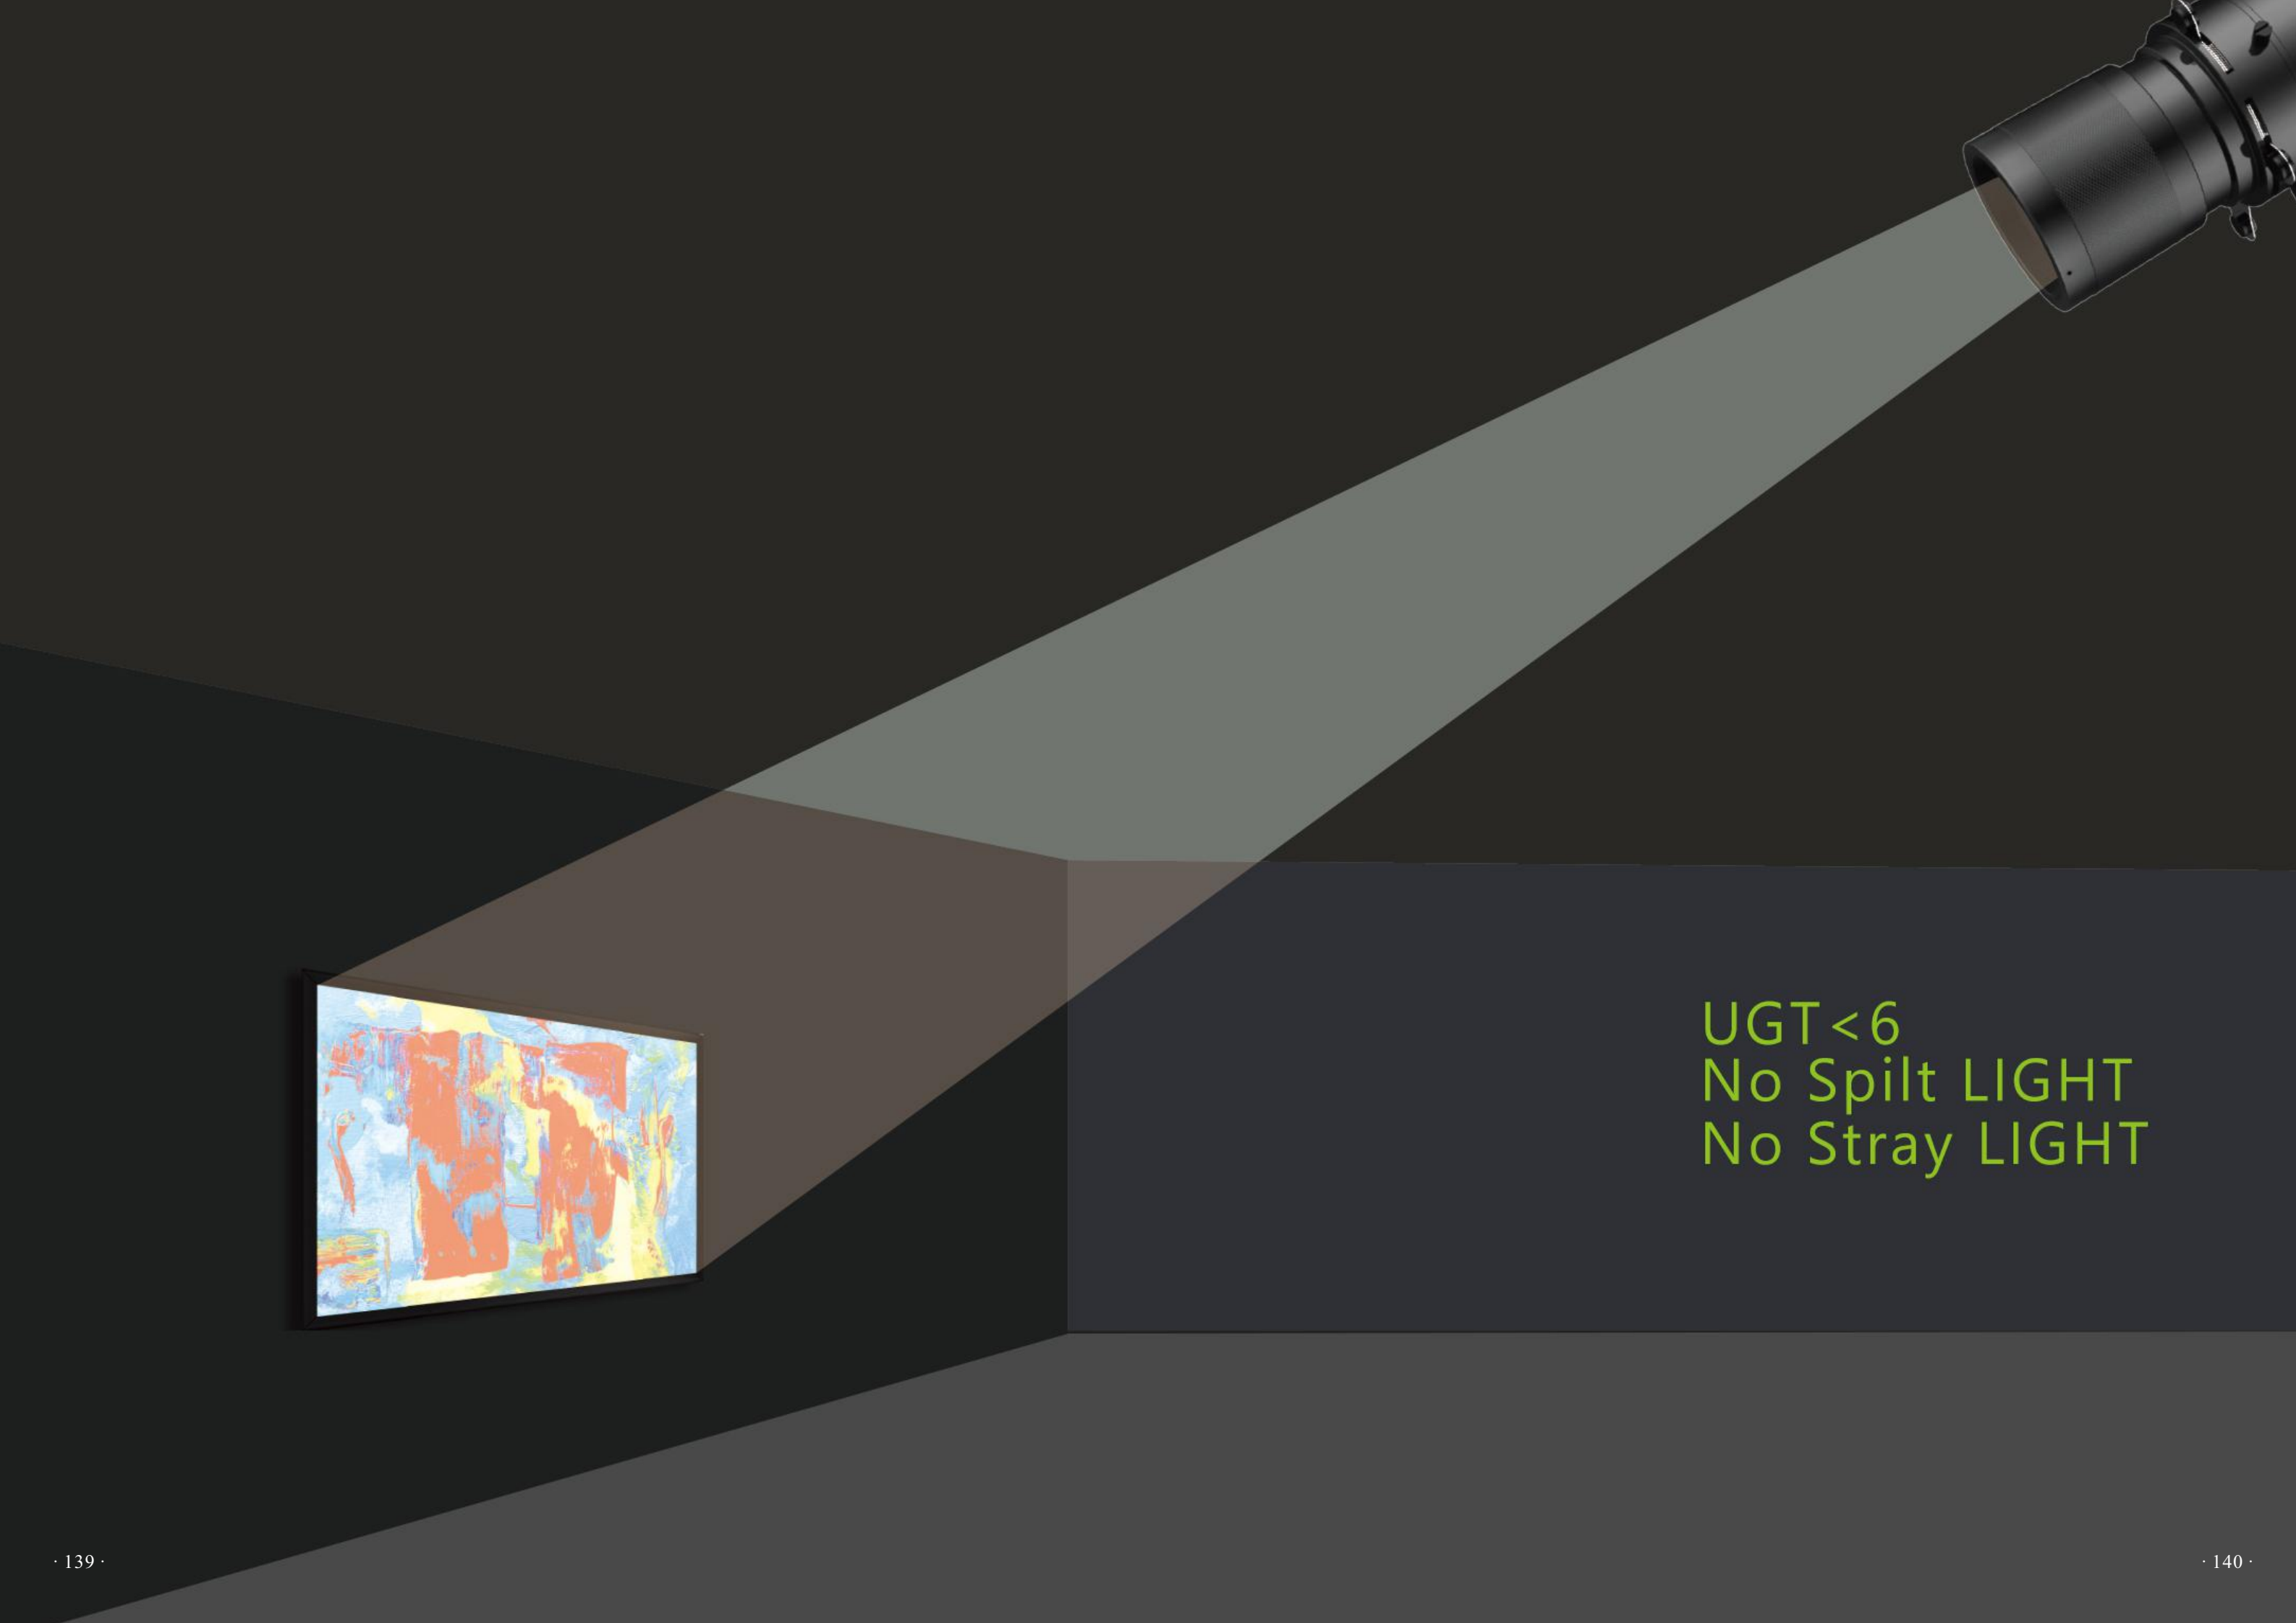 UGT<6
No Spilt LIGHT
No Stray LIGHT
· 139 ·
· 140 ·